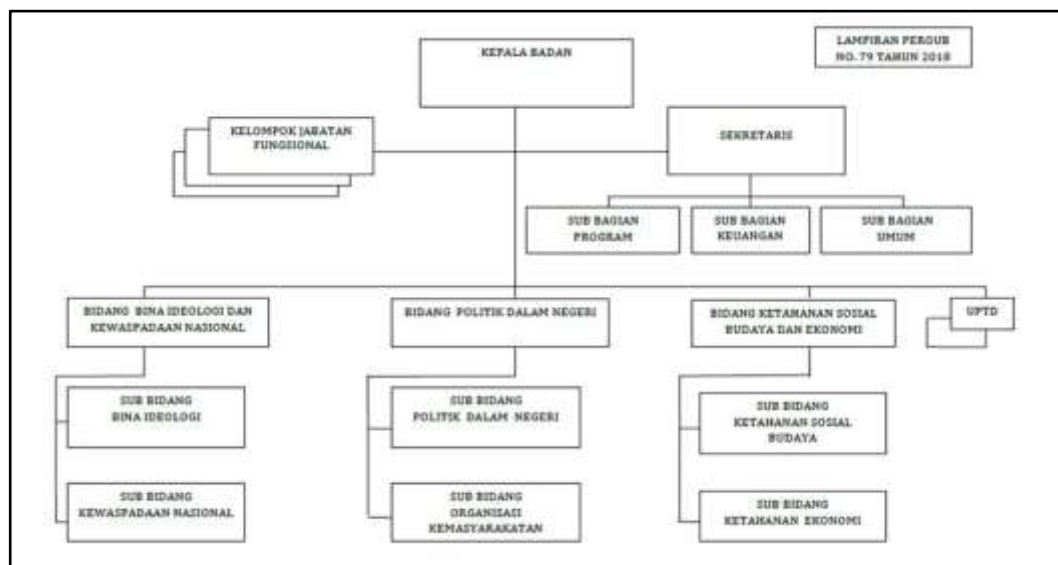 KEPALA BADAN
LAMPIRAN PERGUB
NO. 79 TAHUN 2018
KELOMPOK JABATAN
FUNGSIONAL
SEKRETARIS
SUB BAGIAN
PROGRAM
SUB BAGIAN
KEUANGAN
SUB BAGIAN
UMUM
BIDANG BINA IDEOLOGI DAN
KEWASPADAAN NASIONAL
BIDANG POLITIK DALAM NEGERI
BIDANG KETAHANAN SOSIAL
BUDAYA DAN EKONOMI
UPTD
SUB BIDANG
BINA IDEOLOGI
SUB BIDANG
POLITIK DALAM NEGERI
SUB BIDANG
KETAHANAN SOSIAL
BUDAYA
SUB BIDANG
KEWASPADAAN NASIONAL
SUB BIDANG
ORGANISASI
KEMASYARAKATAN
SUB BIDANG
KETAHANAN EKONOMI